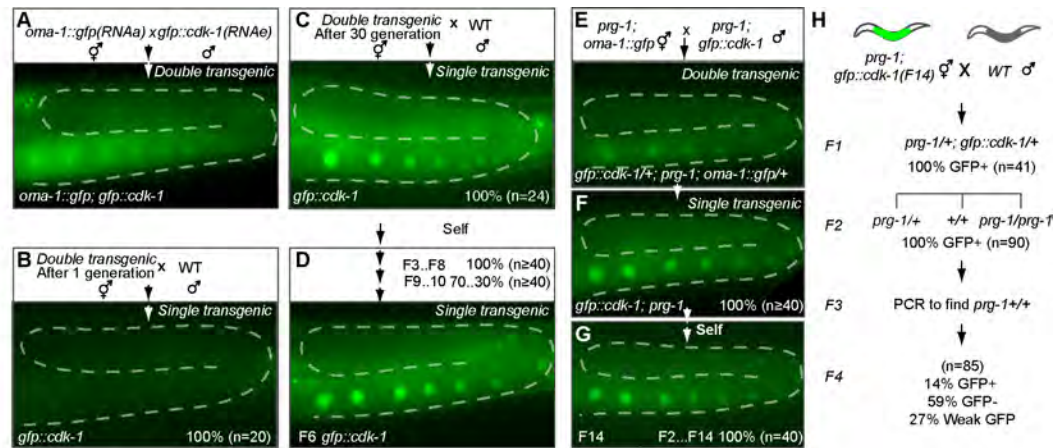 A
oma-1::gfp(RNAa) xgfp::cdk-1(RNAe)
⚥ ♂
Double transgenic
oma-1::gfp; gfp::cdk-1
B
Double transgenic x WT
After 1 generation
⚥ ♂
Single transgenic
gfp::cdk-1 100% (n=20)
C
Double transgenic x WT
After 30 generation
⚥ ♂
Single transgenic
gfp::cdk-1 100% (n=24)
Self
D
F3..F8 100% (n≥40)
F9..10 70..30% (n≥40)
Single transgenic
F6 gfp::cdk-1
E
prg-1; x prg-1;
oma-1::gfp ⚥ gfp::cdk-1 ♂
Double transgenic
gfp::cdk-1/+; prg-1; oma-1::gfp/+
F
Single transgenic
gfp::cdk-1; prg-1 100% (n≥40)
G
Self
F14 F2...F14 100% (n=40)
H
prg-1;
gfp::cdk-1(F14) ⚥ X WT ♂
F1
prg-1/+; gfp::cdk-1/+
100% GFP+ (n=41)
F2
prg-1/+ +/+ prg-1/prg-1
100% GFP+ (n=90)
F3
PCR to find prg-1+/+
F4
(n=85)
14% GFP+
59% GFP-
27% Weak GFP